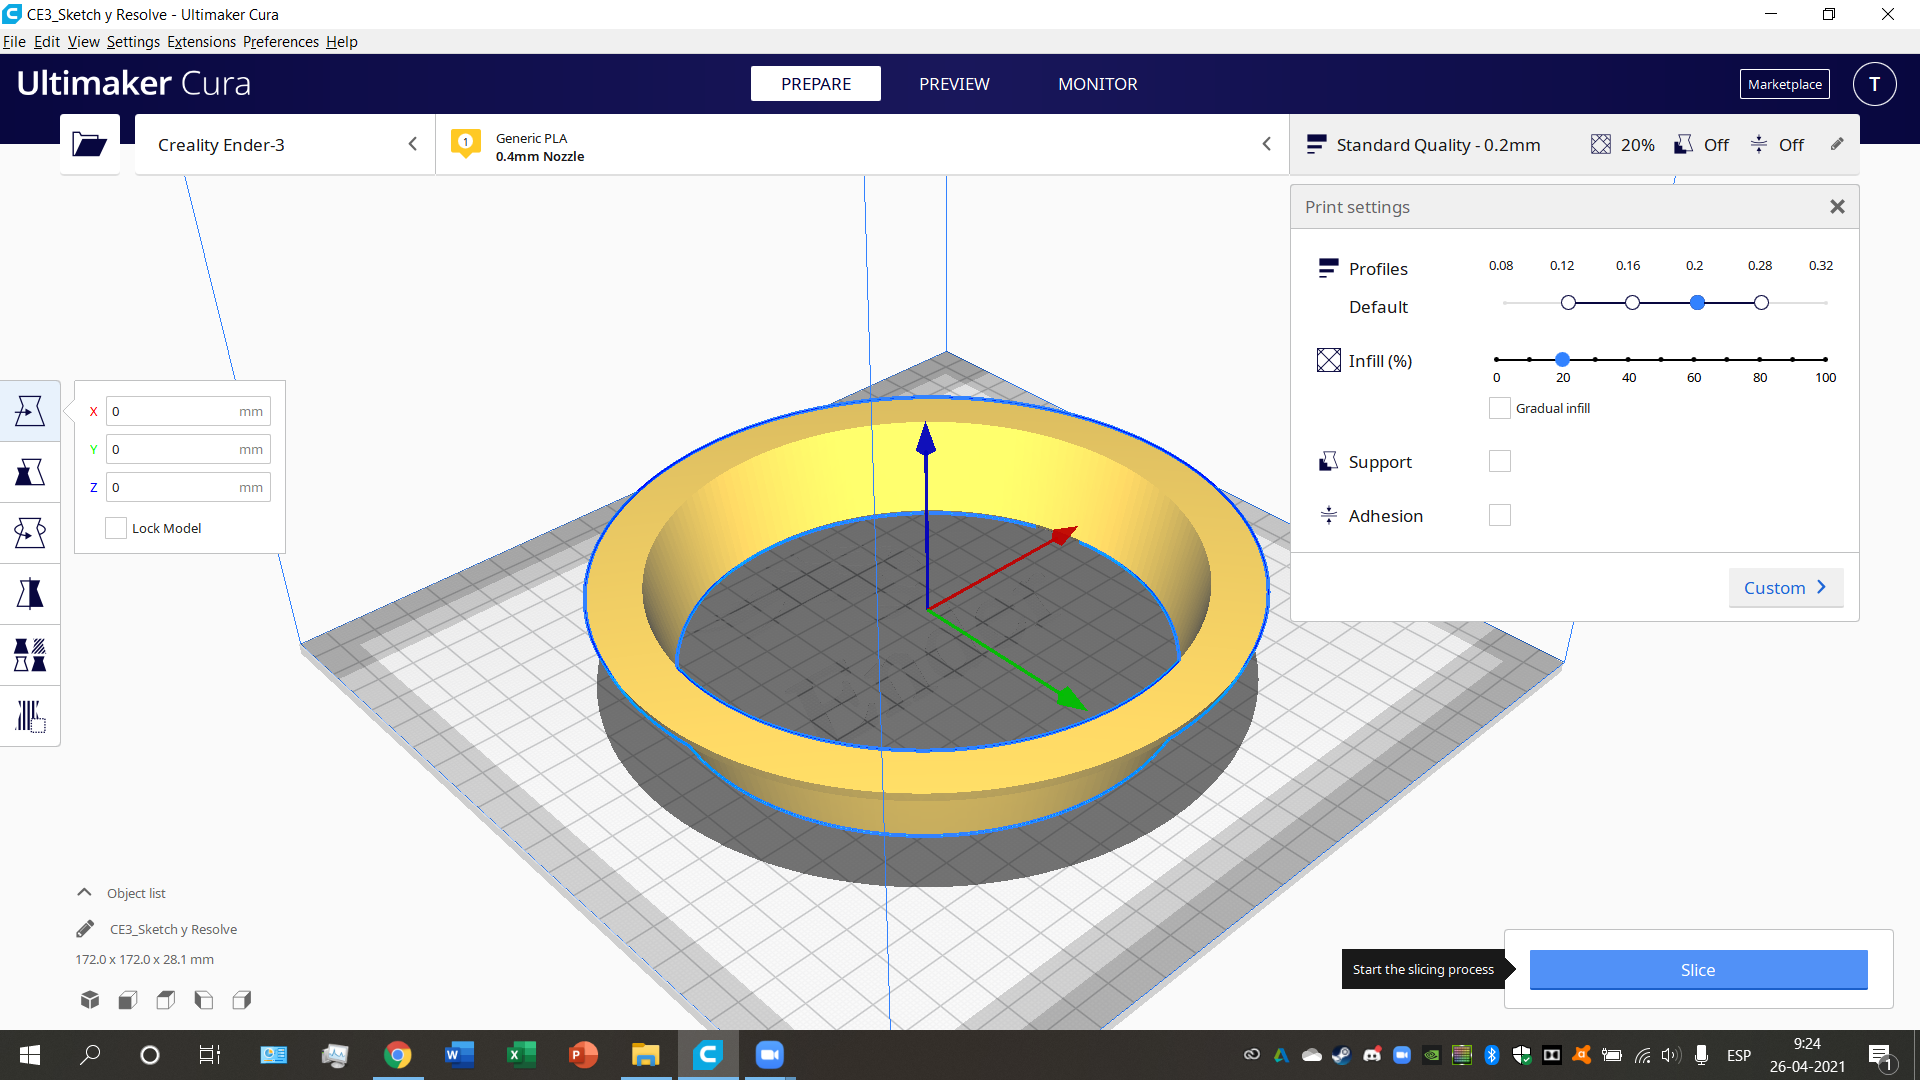 CE3_Sketch y Resolve - Ultimaker Cura
File Edit View Settings Extensions Preferences Help
Ultimaker Cura
PREPARE
PREVIEW
MONITOR
Marketplace
T
Creality Ender-3
1
Generic PLA
0.4mm Nozzle
Standard Quality - 0.2mm
20%
Off
Off
Print settings
Profiles
0.08 0.12 0.16 0.2 0.28 0.32
Default
Infill (%)
0 20 40 60 80 100
Gradual infill
Support
Adhesion
Custom
X 0 mm
Y 0 mm
Z 0 mm
Lock Model
Object list
CE3_Sketch y Resolve
172.0 x 172.0 x 28.1 mm
Start the slicing process
Slice
ESP
9:24
26-04-2021
1